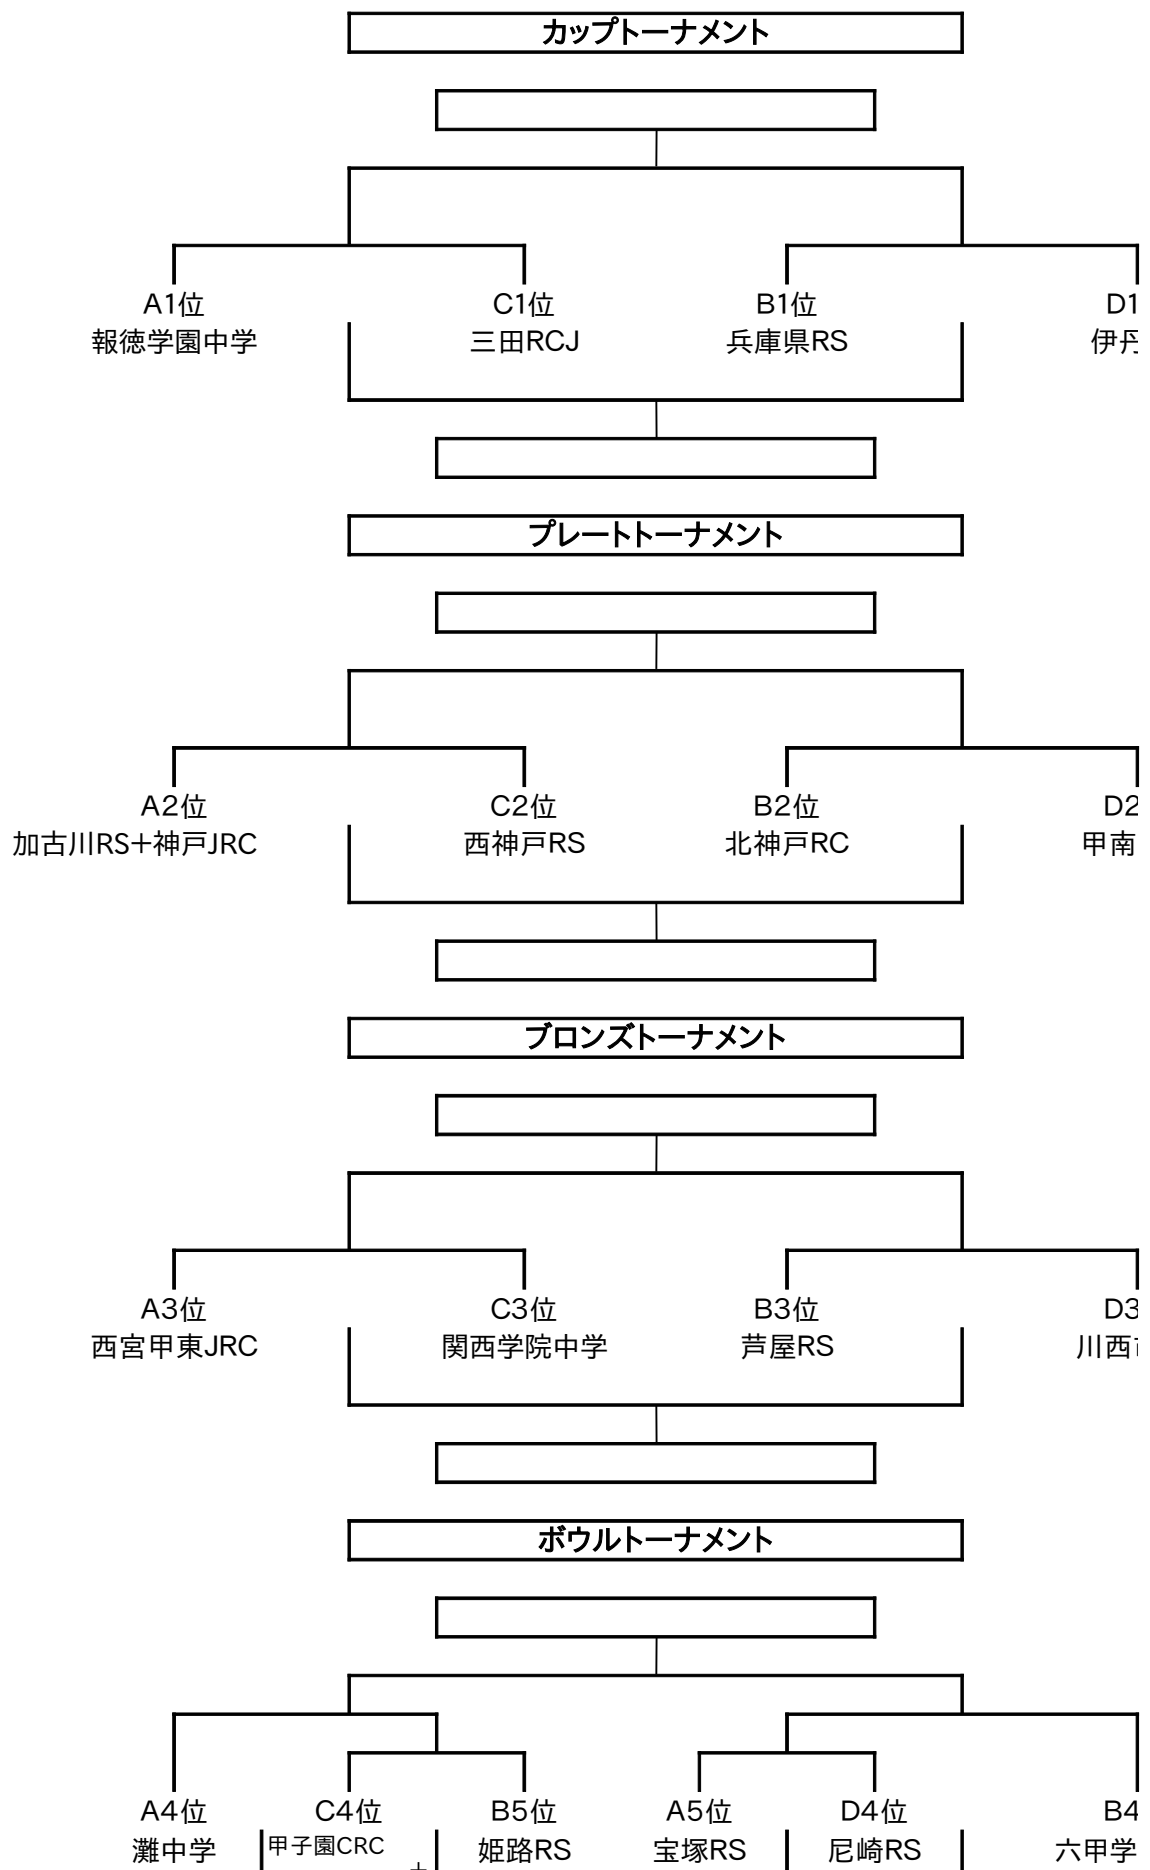 カップトーナメント
A1位 C1位 B1位 D1
報徳学園中学 三田RCJ 兵庫県RS 伊丹
プレートトーナメント
A2位 C2位 B2位 D2
加古川RS+神戸JRC 西神戸RS 北神戸RC 甲南
ブロンズトーナメント
A3位 C3位 B3位 D3
西宮甲東JRC 関西学院中学 芦屋RS 川西
ボウルトーナメント
A4位 C4位 B5位 A5位 D4位 B4
灘中学 甲子園CRC 姫路RS 宝塚RS 尼崎RS 六甲学
+